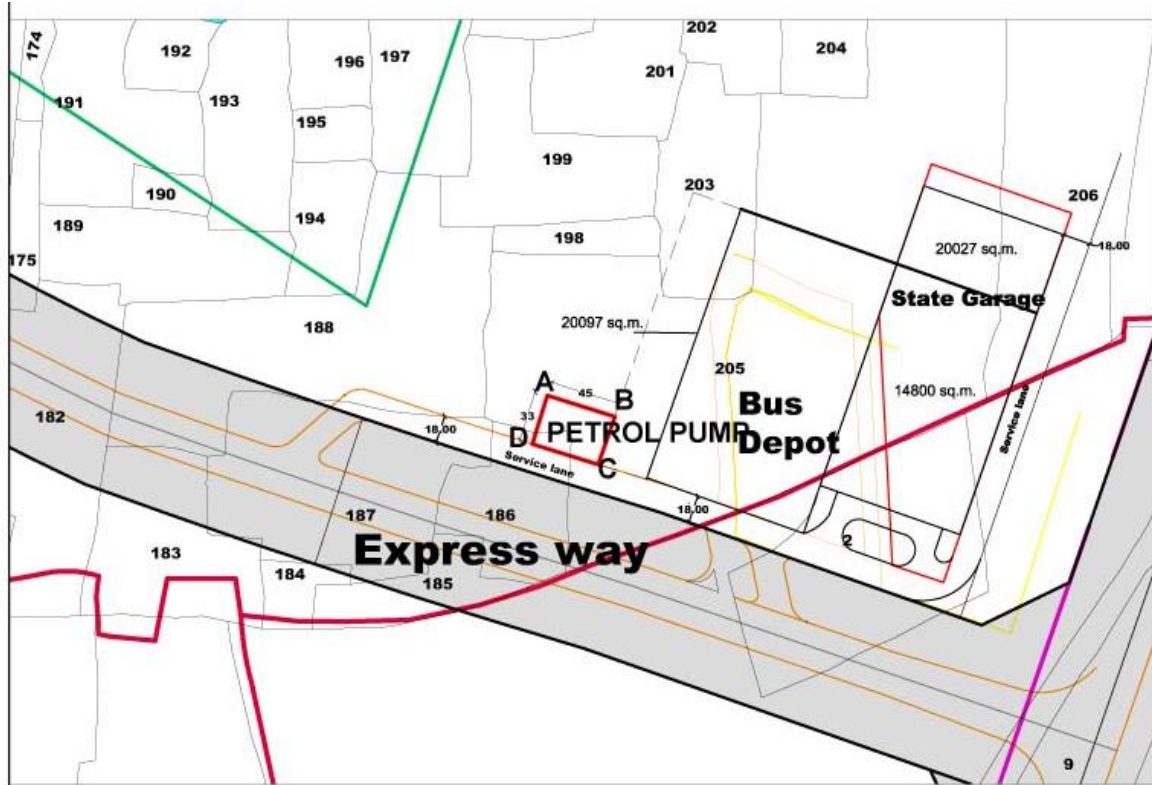 174
192
196
197
202
204
201
191
193
195
199
190
203
206
194
189
198
20027 sq.m.
18.00
175
State Garage
188
20097 sq.m.
205
A
45
B
14800 sq.m.
Bus
Depot
182
33
D
PETROL PUMP
18.00
C
Service lane
Service lane
18.00
187
186
2
Express way
183
184
185
9